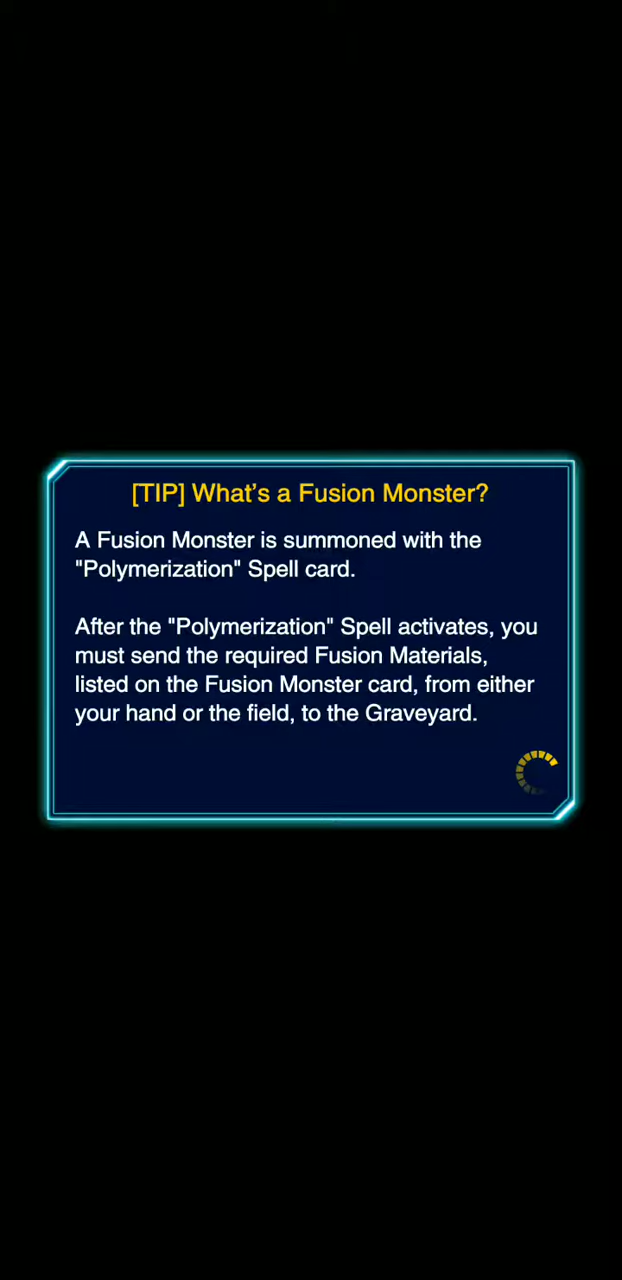 [TIP] What’s a Fusion Monster?
A Fusion Monster is summoned with the
"Polymerization" Spell card.
After the "Polymerization" Spell activates, you
must send the required Fusion Materials,
listed on the Fusion Monster card, from either
your hand or the field, to the Graveyard.